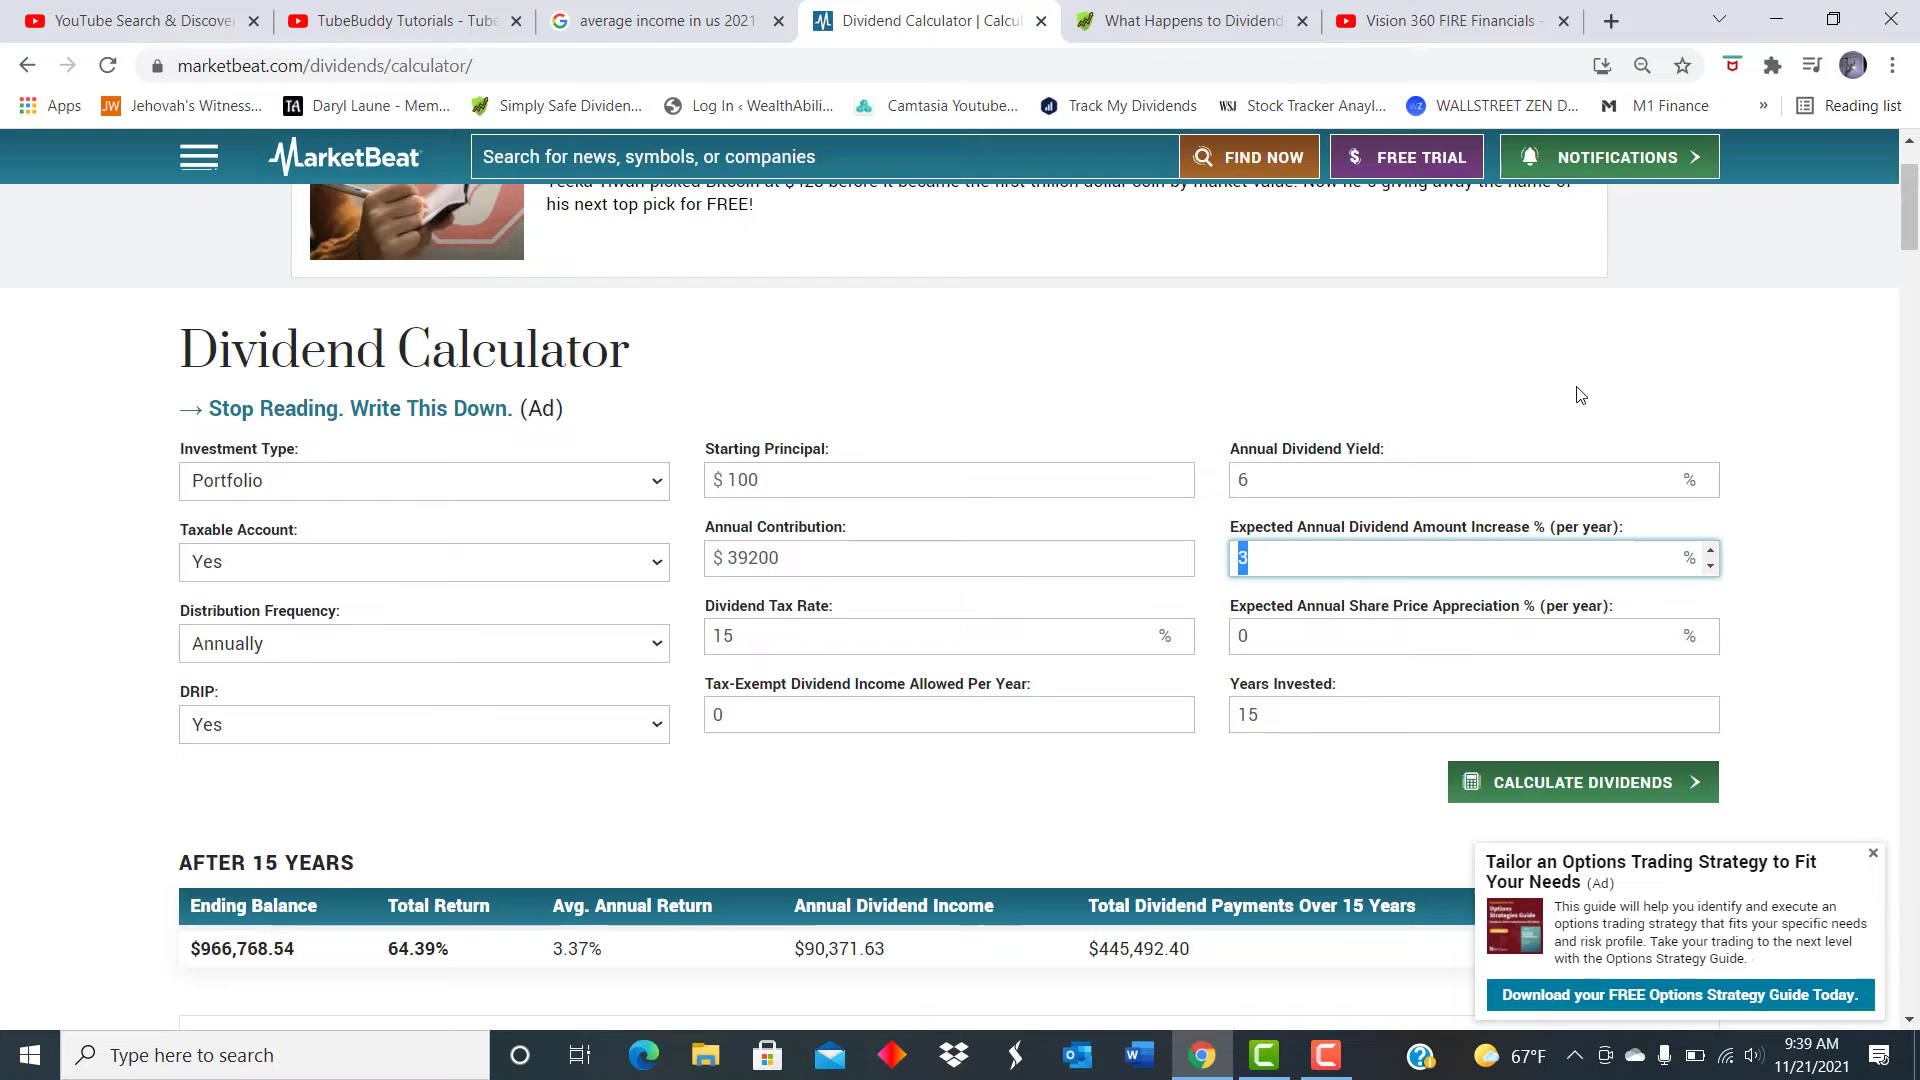 YouTube Search & Discover
TubeBuddy Tutorials - Tube
average income in us 2021
Dividend Calculator | Calcul
What Happens to Dividend
Vision 360 FIRE Financials -
marketbeat.com/dividends/calculator/
Apps
JW Jehovah's Witness...
TA Daryl Laune - Mem...
Simply Safe Dividen...
Log In ‹ WealthAbili...
Camtasia Youtube...
Track My Dividends
WSJ Stock Tracker Anayl...
WZ WALLSTREET ZEN D...
M1 Finance
»
Reading list
MarketBeat
Search for news, symbols, or companies
FIND NOW
$ FREE TRIAL
NOTIFICATIONS
his next top pick for FREE!
Dividend Calculator
→ Stop Reading. Write This Down. (Ad)
Investment Type: Starting Principal: Annual Dividend Yield:
Portfolio $ 100 6 %
Taxable Account: Annual Contribution: Expected Annual Dividend Amount Increase % (per year):
Yes $ 39200 3 %
Distribution Frequency: Dividend Tax Rate: Expected Annual Share Price Appreciation % (per year):
Annually 15 % 0 %
DRIP: Tax-Exempt Dividend Income Allowed Per Year: Years Invested:
Yes 0 15
CALCULATE DIVIDENDS
AFTER 15 YEARS
Ending Balance Total Return Avg. Annual Return Annual Dividend Income Total Dividend Payments Over 15 Years
$966,768.54 64.39% 3.37% $90,371.63 $445,492.40
Tailor an Options Trading Strategy to Fit
Your Needs (Ad)
This guide will help you identify and execute an
options trading strategy that fits your specific needs
and risk profile. Take your trading to the next level
with the Options Strategy Guide.
Download your FREE Options Strategy Guide Today.
Type here to search
67°F
9:39 AM
11/21/2021